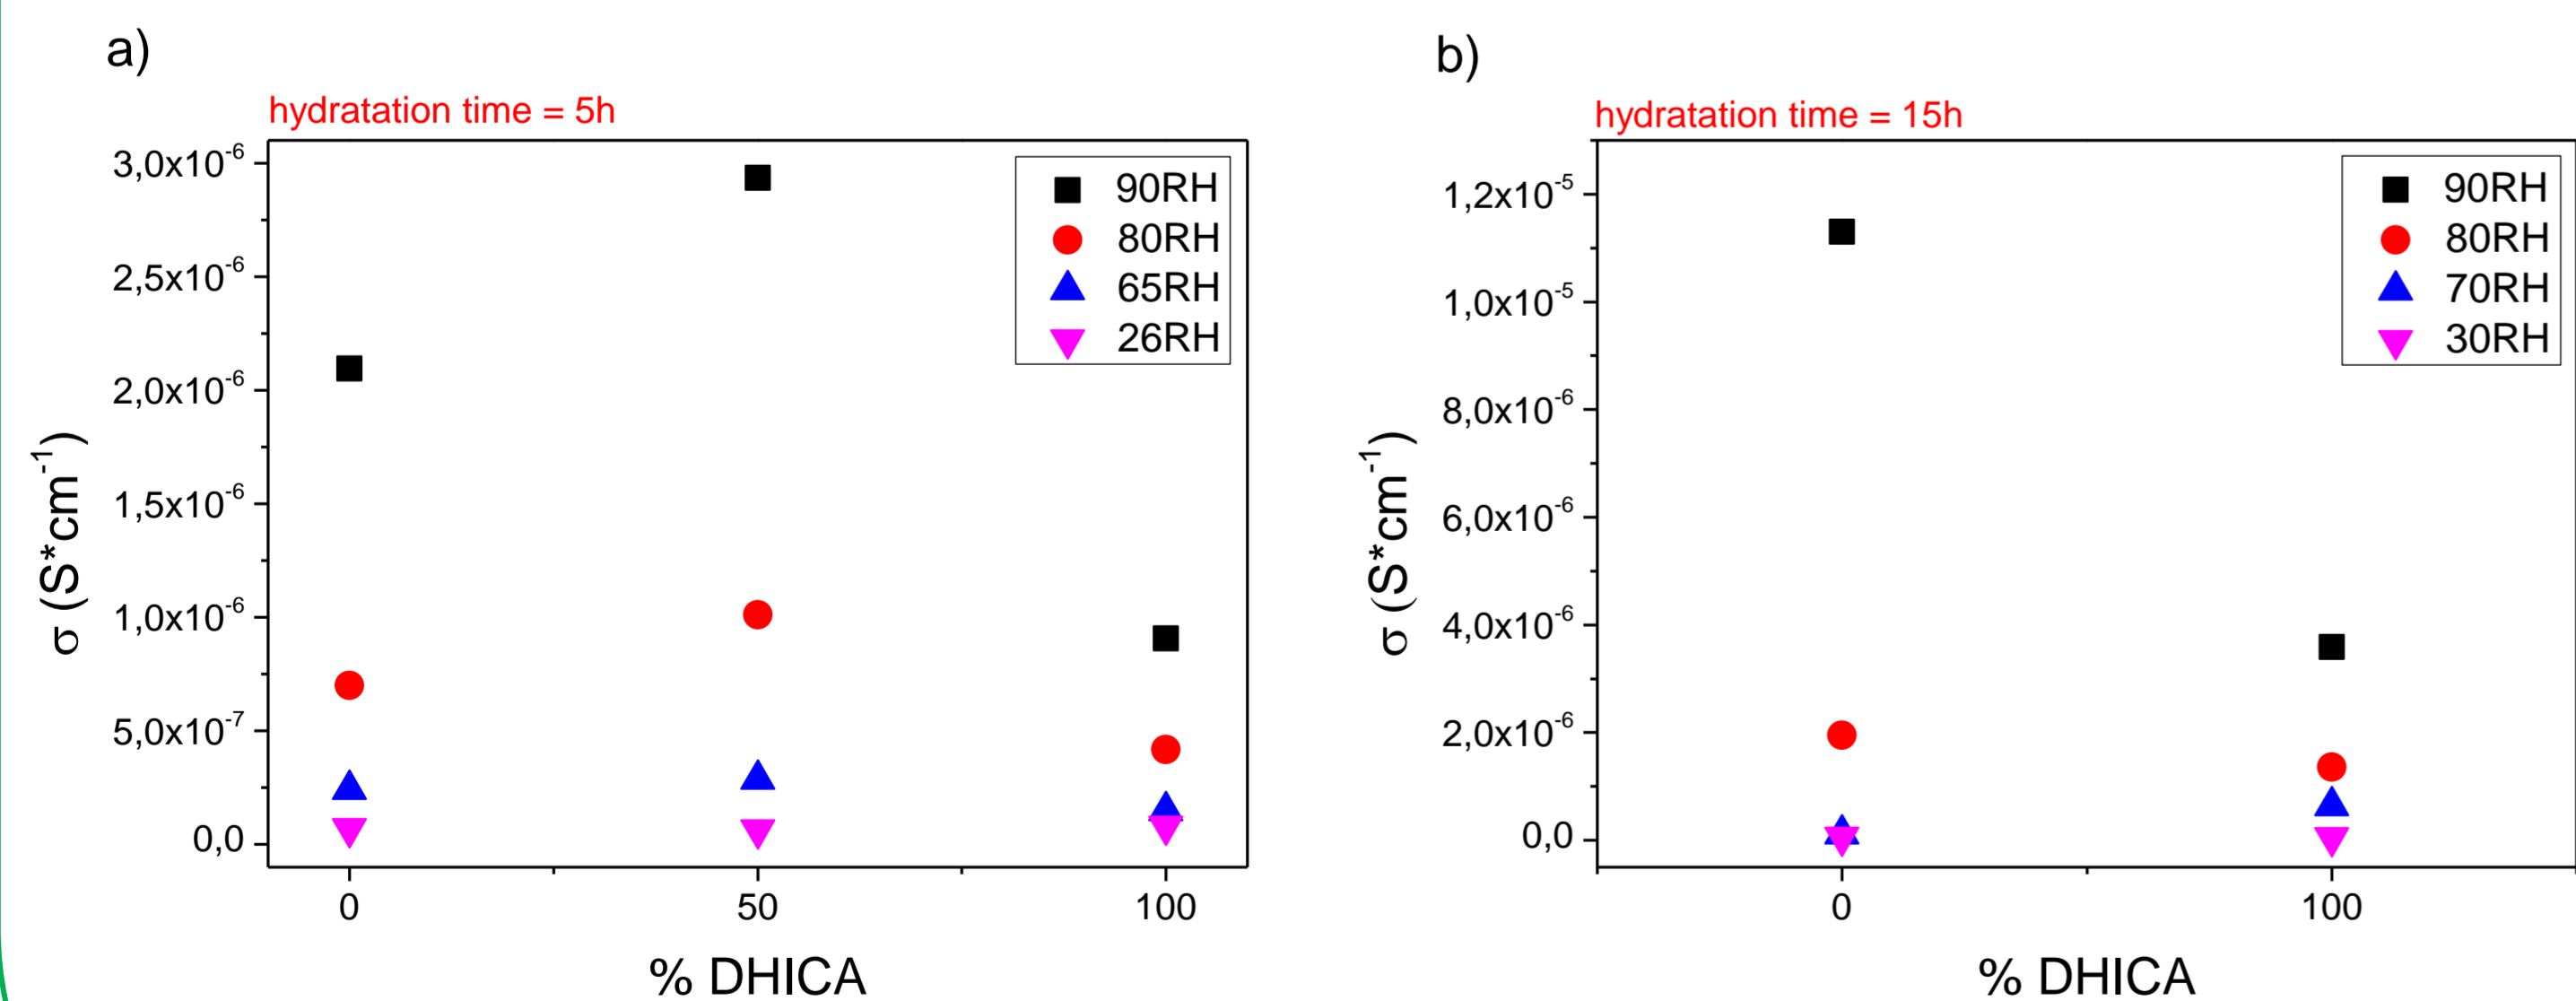 a)
hydratation time = 5h
3,0x10⁻⁶
2,5x10⁻⁶
2,0x10⁻⁶
1,5x10⁻⁶
1,0x10⁻⁶
5,0x10⁻⁷
0,0
σ (S*cm⁻¹)
90RH
80RH
65RH
26RH
0 50 100
% DHICA
b)
hydratation time = 15h
1,2x10⁻⁵
1,0x10⁻⁵
8,0x10⁻⁶
6,0x10⁻⁶
4,0x10⁻⁶
2,0x10⁻⁶
0,0
σ (S*cm⁻¹)
90RH
80RH
70RH
30RH
0 100
% DHICA